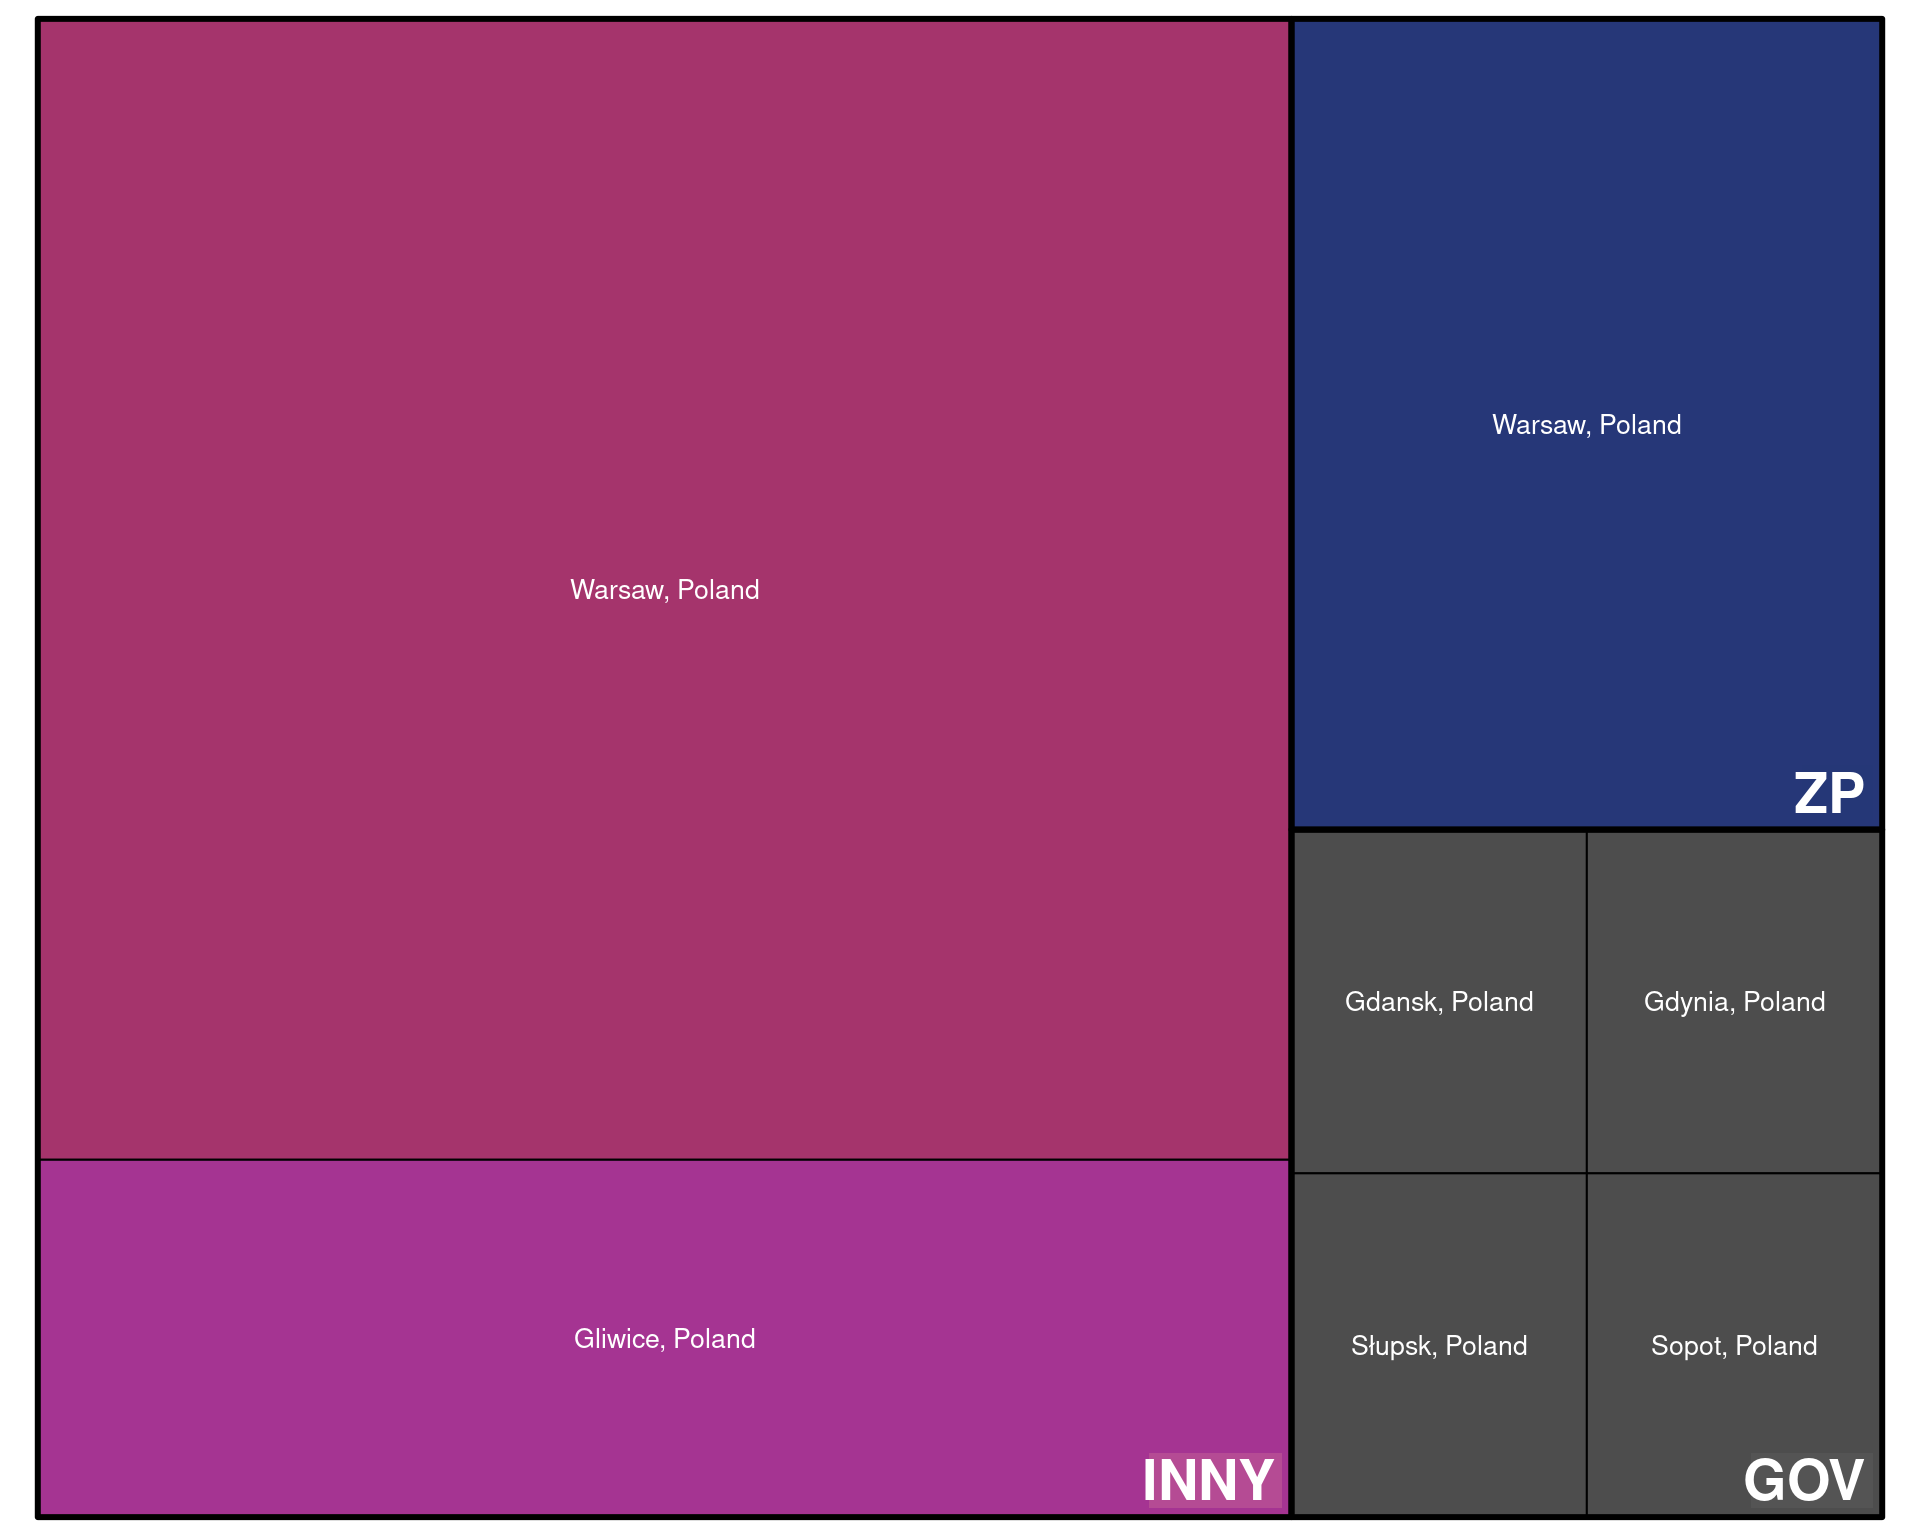 Warsaw, Poland
Gliwice, Poland
INNY
Warsaw, Poland
ZP
Gdansk, Poland
Gdynia, Poland
Słupsk, Poland
Sopot, Poland
GOV